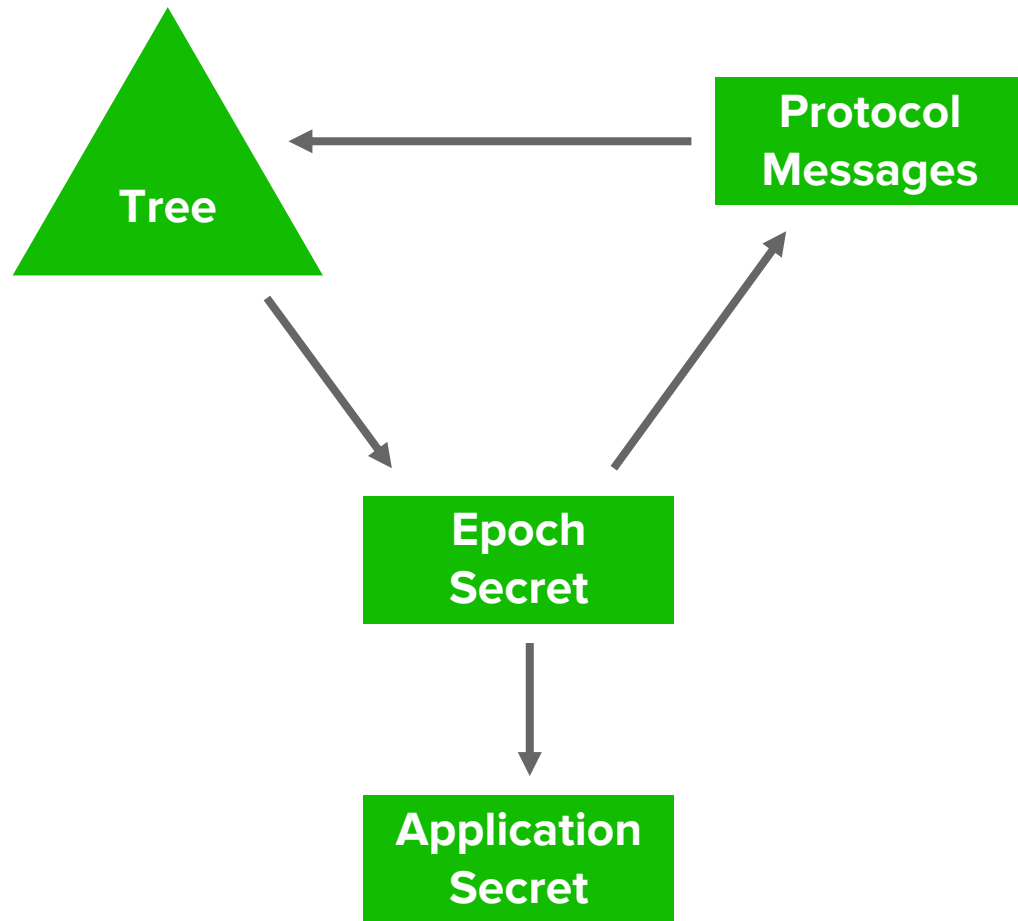 Protocol
Messages
Tree
Epoch
Secret
Application
Secret